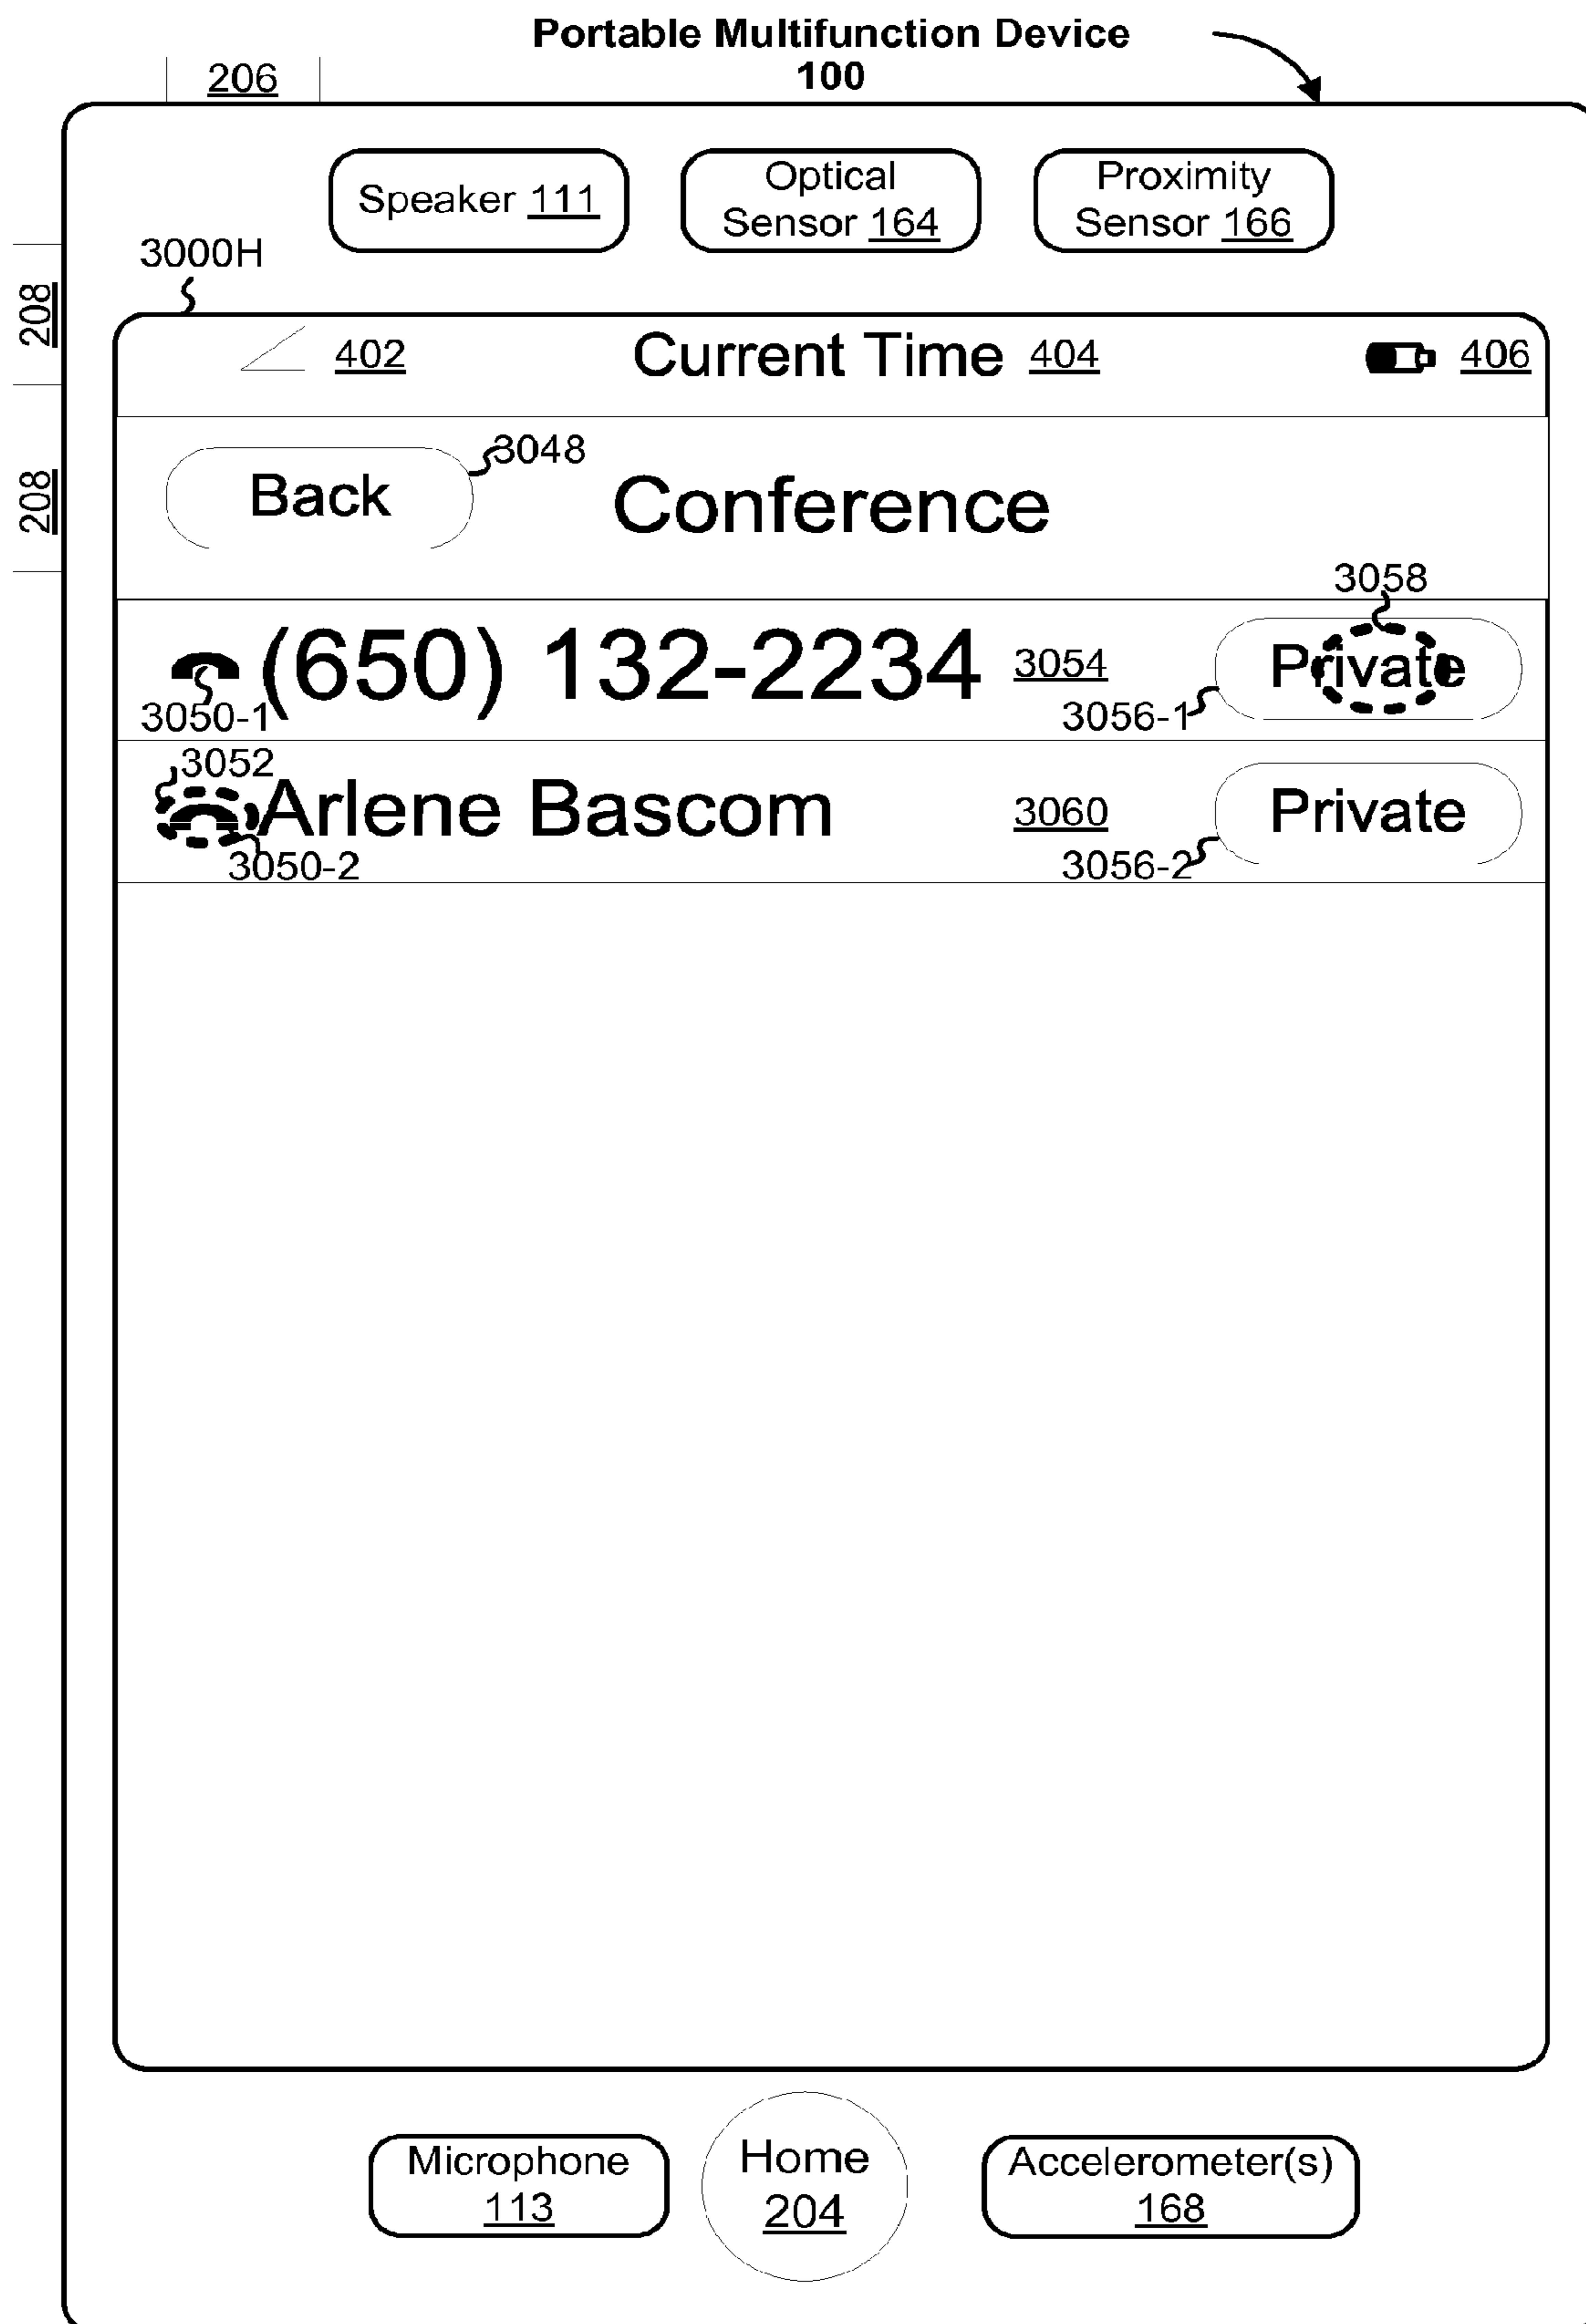 Portable Multifunction Device
100
206
Speaker 111
Optical
Sensor 164
Proximity
Sensor 166
3000H
208
402
Current Time 404
406
3048
Back
Conference
208
3058
(650) 132-2234
3054
Private
3050-1
3056-1
3052
Arlene Bascom
3060
Private
3050-2
3056-2
Microphone
113
Home
204
Accelerometer(s)
168